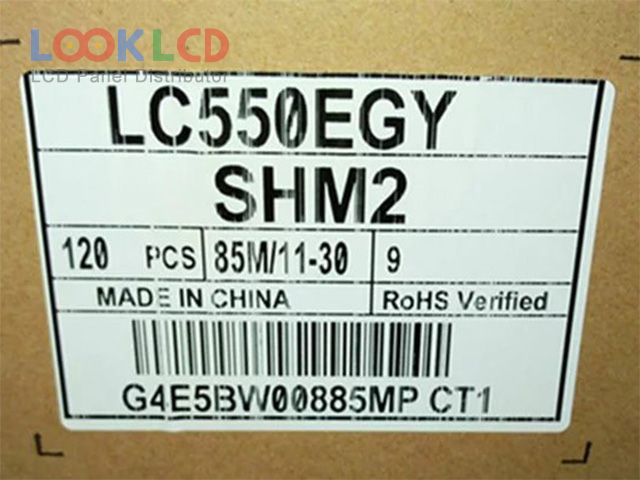 LOOKLCD
LCD Panel Distributor
LC550EGY
SHM2
120 PCS 85M/11-30 9
MADE IN CHINA RoHS Verified
G4E5BW00885MP CT1